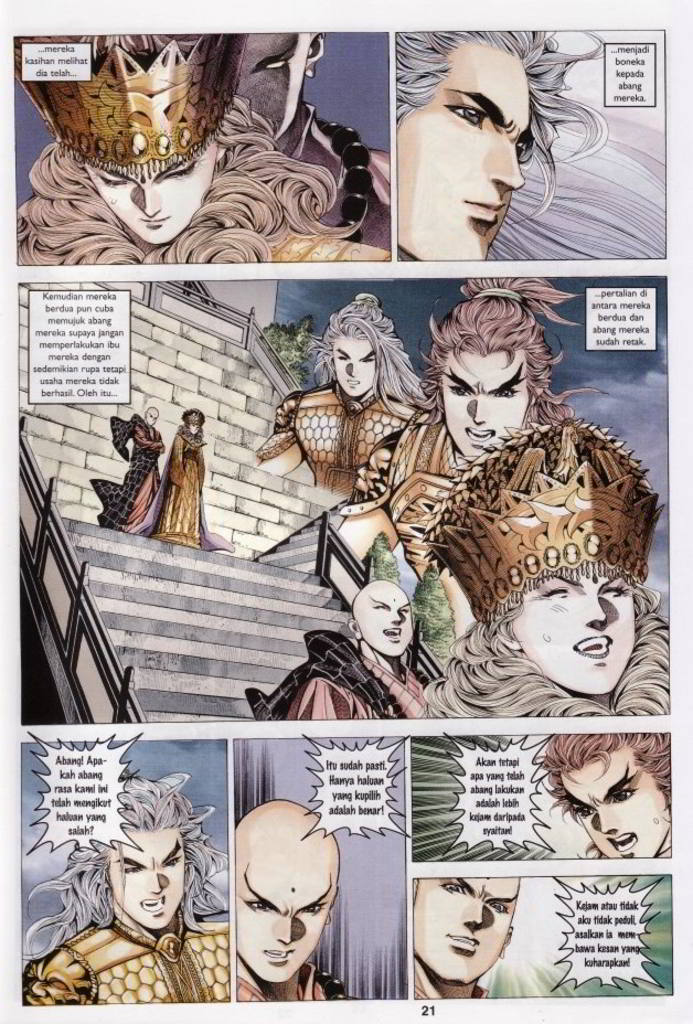 ...mereka
kasihan melihat
dia telah...
...menjadi
boneka
kepada
abang
mereka.
Kemudian mereka
berdua pun cuba
memujuk abang
mereka supaya jangan
memperlakukan ibu
mereka dengan
sedemikian rupa tetapi
usaha mereka tidak
berhasil. Oleh itu...
...pertalian di
antara mereka
berdua dan
abang mereka
sudah retak.
Abang! Apa-
kah abang
rasa kami ini
telah mengikut
haluan yang
salah?
Itu sudah pasti.
Hanya haluan
yang kupilih
adalah benar!
Akan tetapi
apa yang telah
abang lakukan
adalah lebih
kejam daripada
syaitan!
Kejam atau tidak
aku tidak peduli,
asalkan ia mem-
bawa kesan yang
kuharapkan!
21